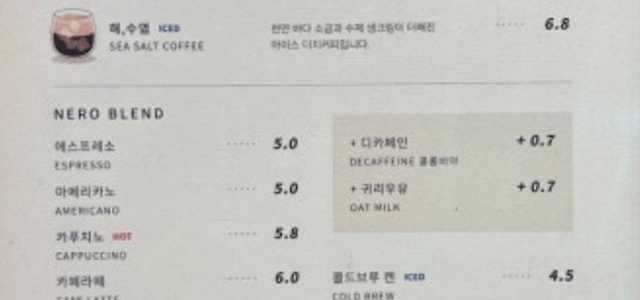 해,수염 ICED
SEA SALT COFFEE
천연 바다 소금과 수제 생크림이 더해진
아이스 더치커피입니다.
6.8
NERO BLEND
에스프레소
ESPRESSO
5.0
아메리카노
AMERICANO
5.0
카푸치노 HOT
CAPPUCCINO
5.8
카페라떼
CAFE LATTE
6.0
+ 디카페인
DECAFFEINE 콜롬비아
+0.7
+ 귀리우유
OAT MILK
+0.7
콜드브루 캔 ICED
COLD BREW
4.5